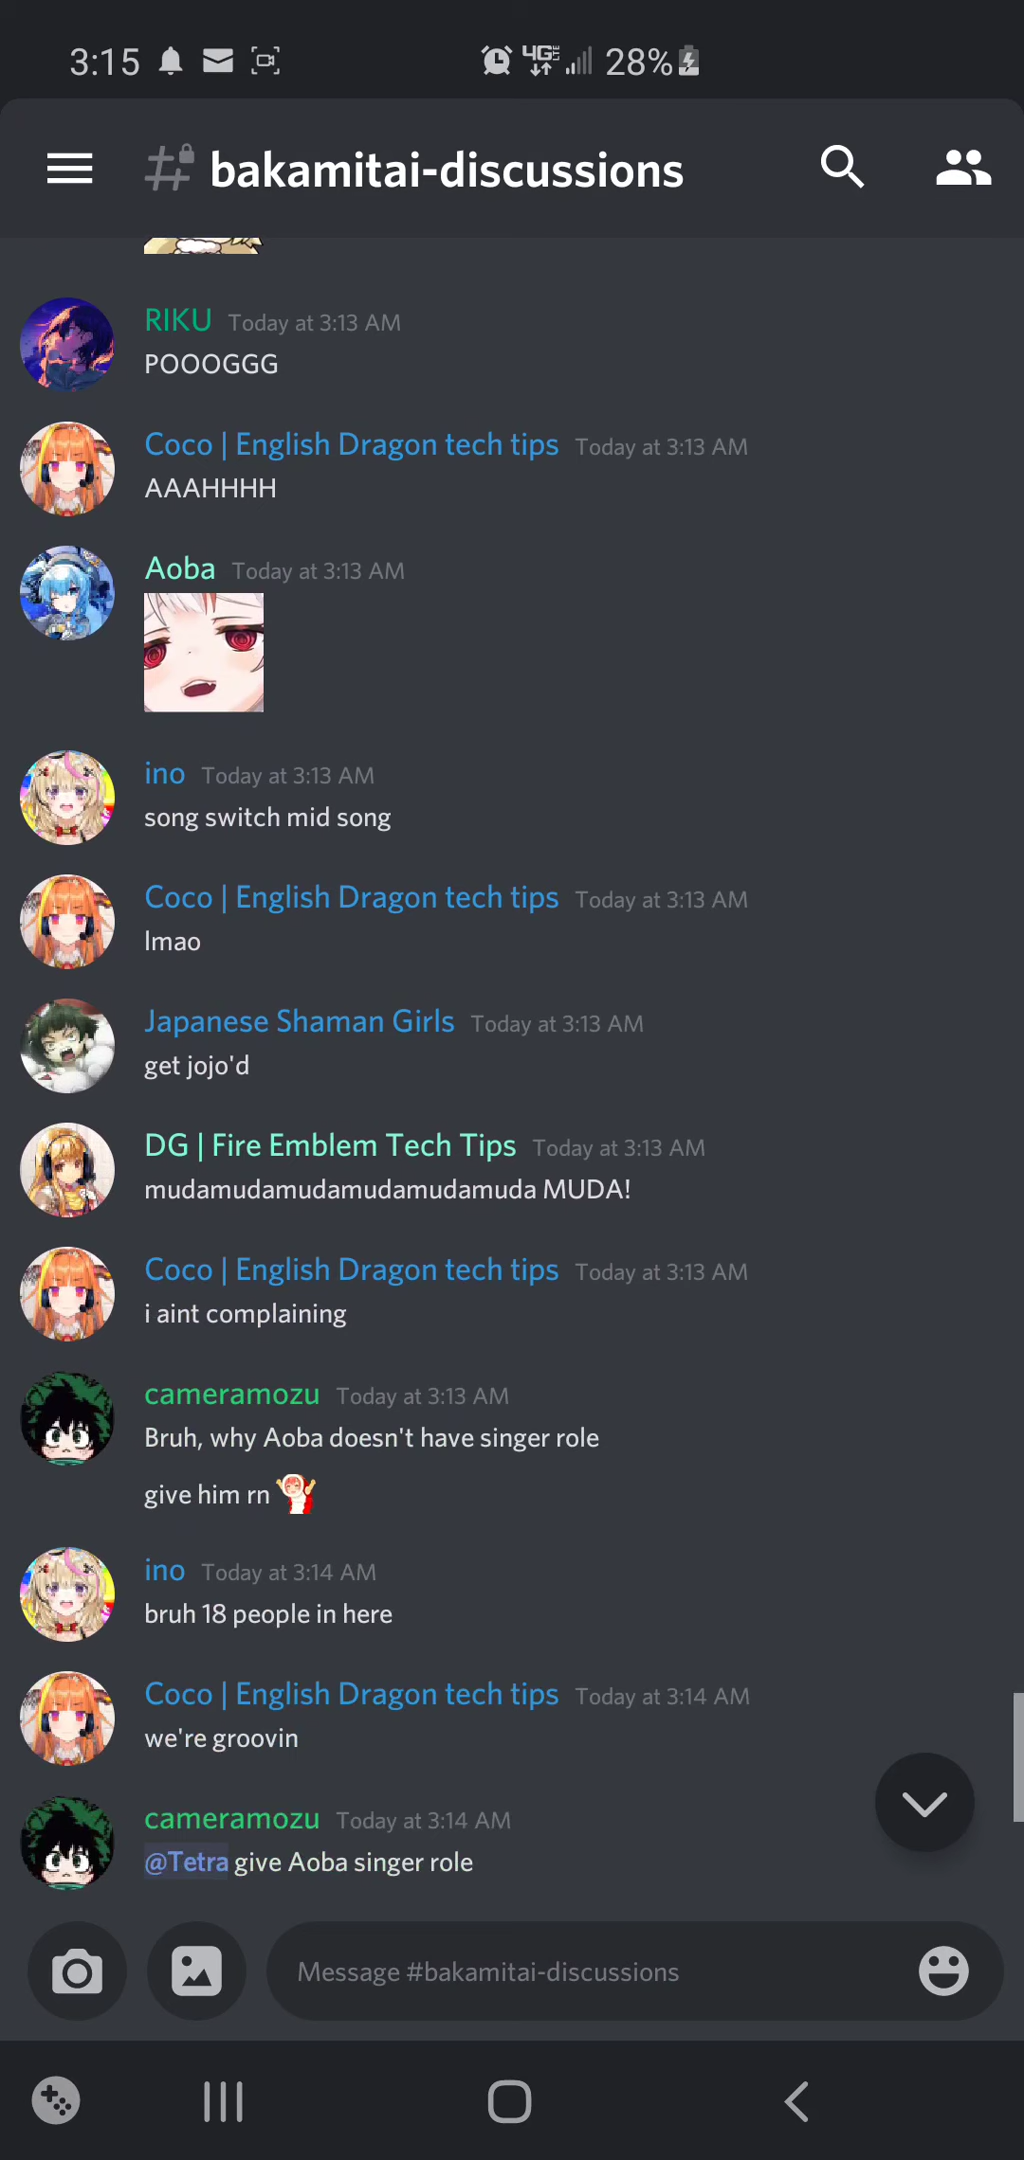 3:15
4G LTE 28%
bakamitai-discussions
RIKU Today at 3:13 AM
POOOGGG
Coco | English Dragon tech tips Today at 3:13 AM
AAAHHHH
Aoba Today at 3:13 AM
ino Today at 3:13 AM
song switch mid song
Coco | English Dragon tech tips Today at 3:13 AM
lmao
Japanese Shaman Girls Today at 3:13 AM
get jojo'd
DG | Fire Emblem Tech Tips Today at 3:13 AM
mudamudamudamudamudamuda MUDA!
Coco | English Dragon tech tips Today at 3:13 AM
i aint complaining
cameramozu Today at 3:13 AM
Bruh, why Aoba doesn't have singer role
give him rn
ino Today at 3:14 AM
bruh 18 people in here
Coco | English Dragon tech tips Today at 3:14 AM
we're groovin
cameramozu Today at 3:14 AM
@Tetra give Aoba singer role
Message #bakamitai-discussions